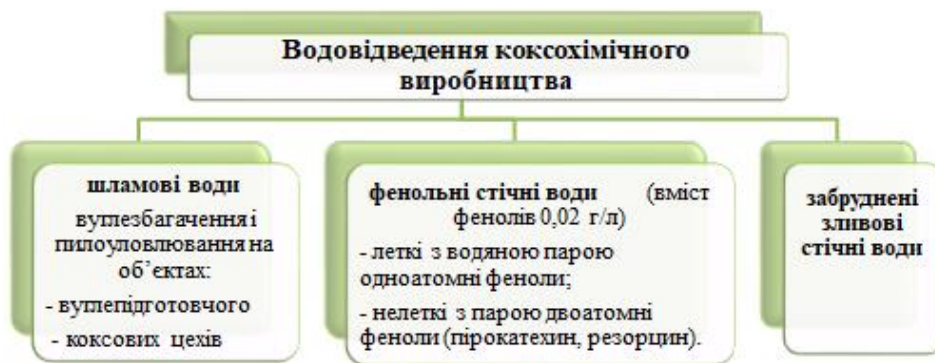 Водовідведення коксохімічного
виробництва
шламові води
вуглезбагачення і
пилоуловлювання на
об’єктах:
- вуглепідготовчого
- коксових цехів
фенольні стічні води (вміст
фенолів 0,02 г/л)
- леткі з водяною парою
одноатомні феноли;
- нелеткі з парою двоатомні
феноли (пірокатехин, резорцин).
забруднені
зливові
стічні води